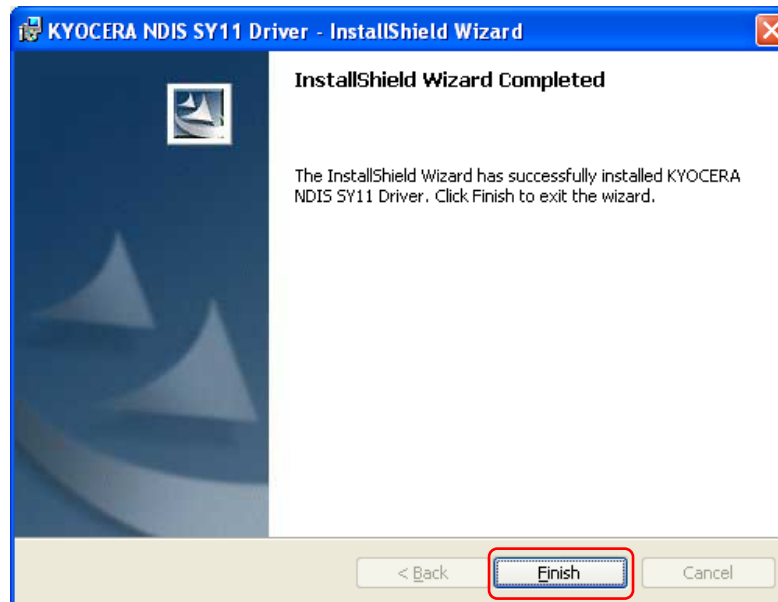 KYOCERA NDIS SY11 Driver - InstallShield Wizard
InstallShield Wizard Completed
The InstallShield Wizard has successfully installed KYOCERA
NDIS SY11 Driver. Click Finish to exit the wizard.
< Back
Finish
Cancel